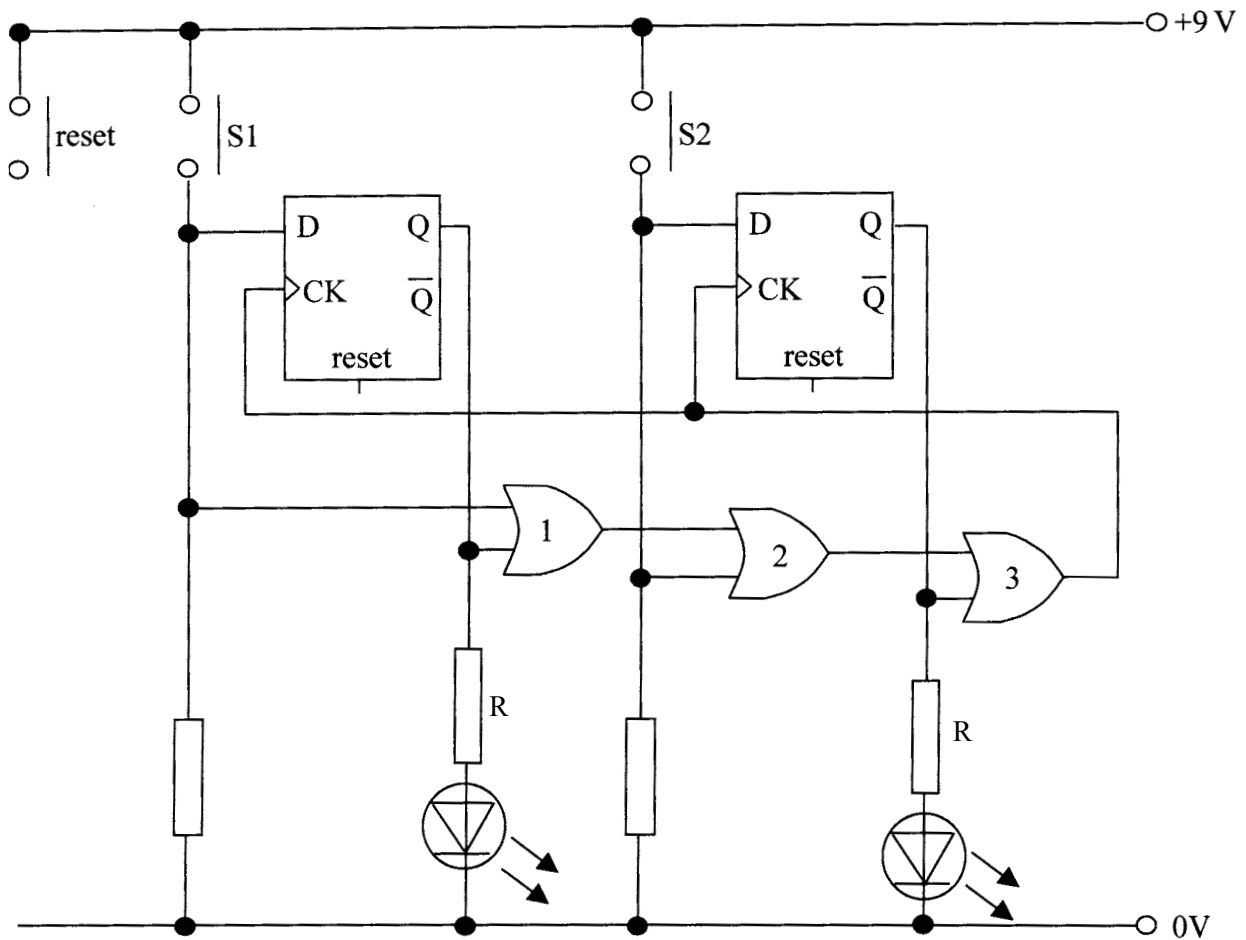 +9 V
reset
S1
S2
D Q
CK Q̅
reset
D Q
CK Q̅
reset
1
2
3
R
R
0V